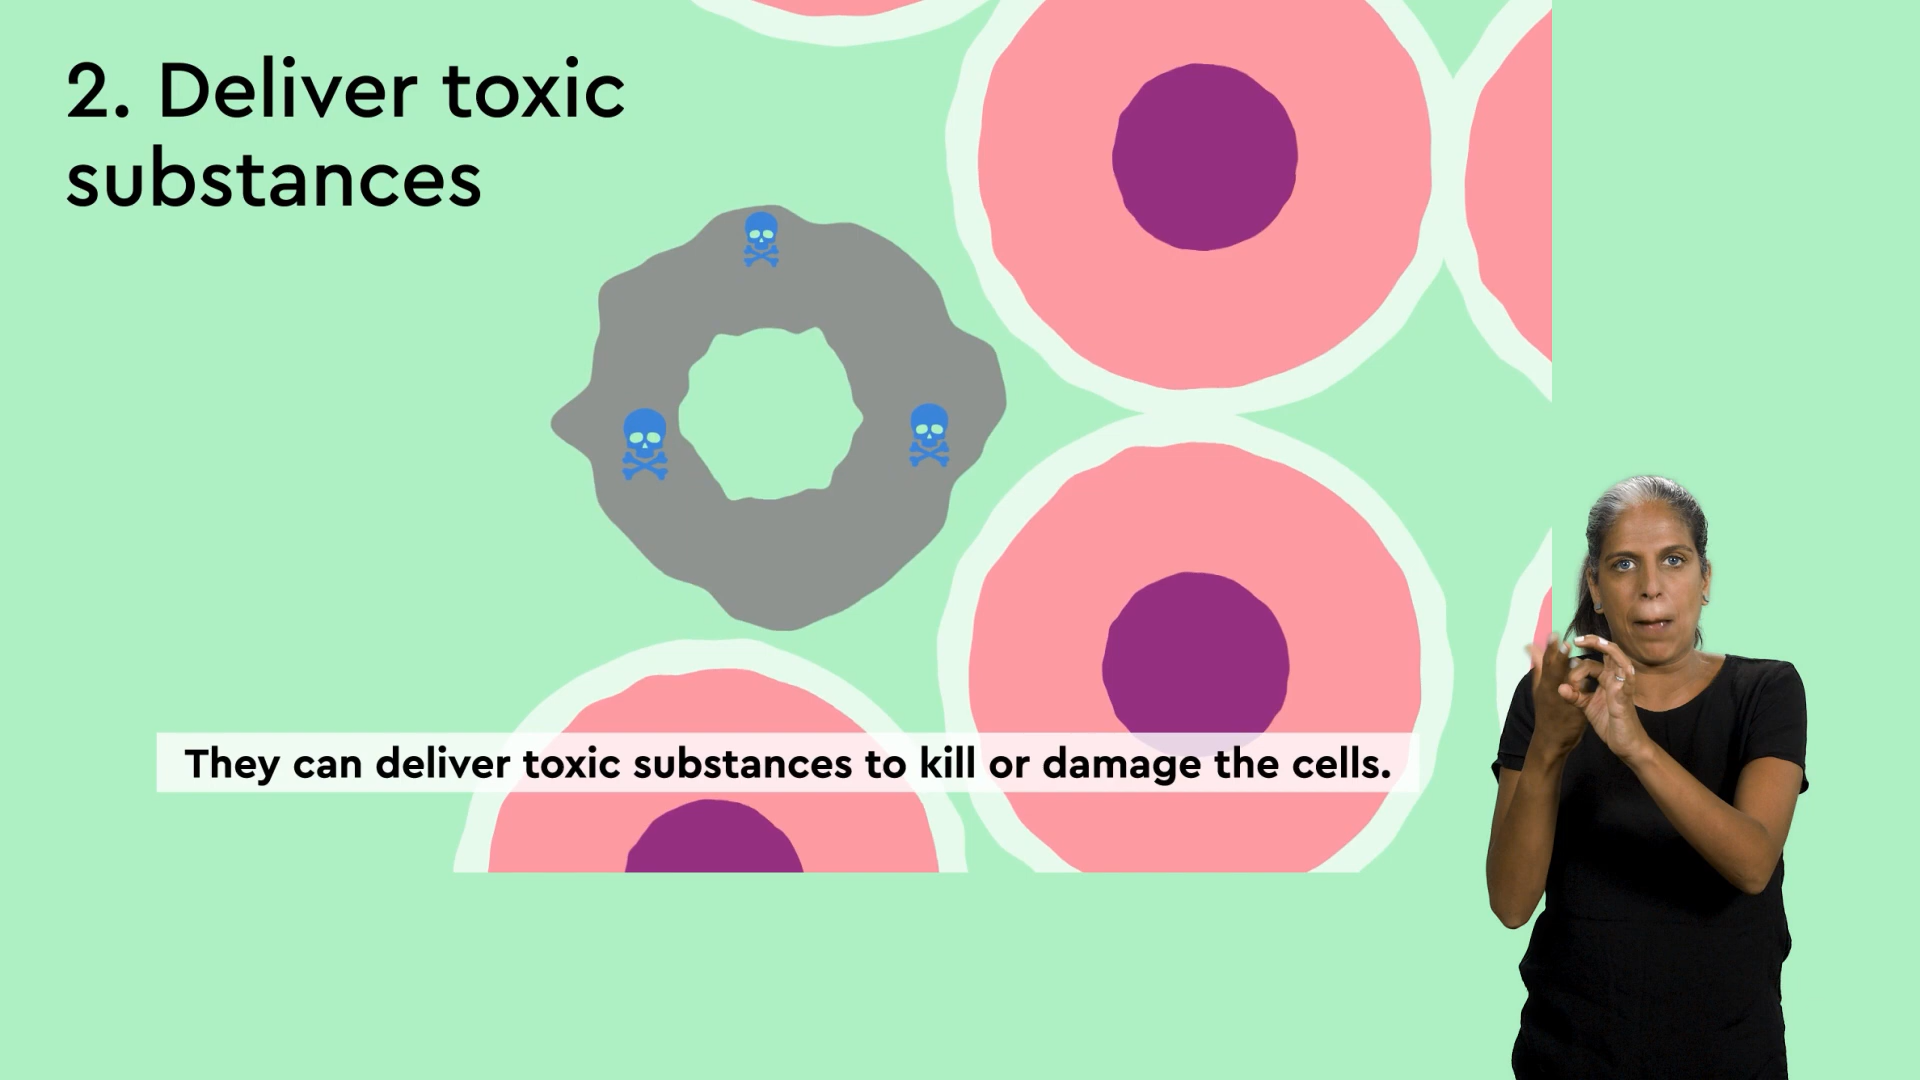 2. Deliver toxic
substances
They can deliver toxic substances to kill or damage the cells.